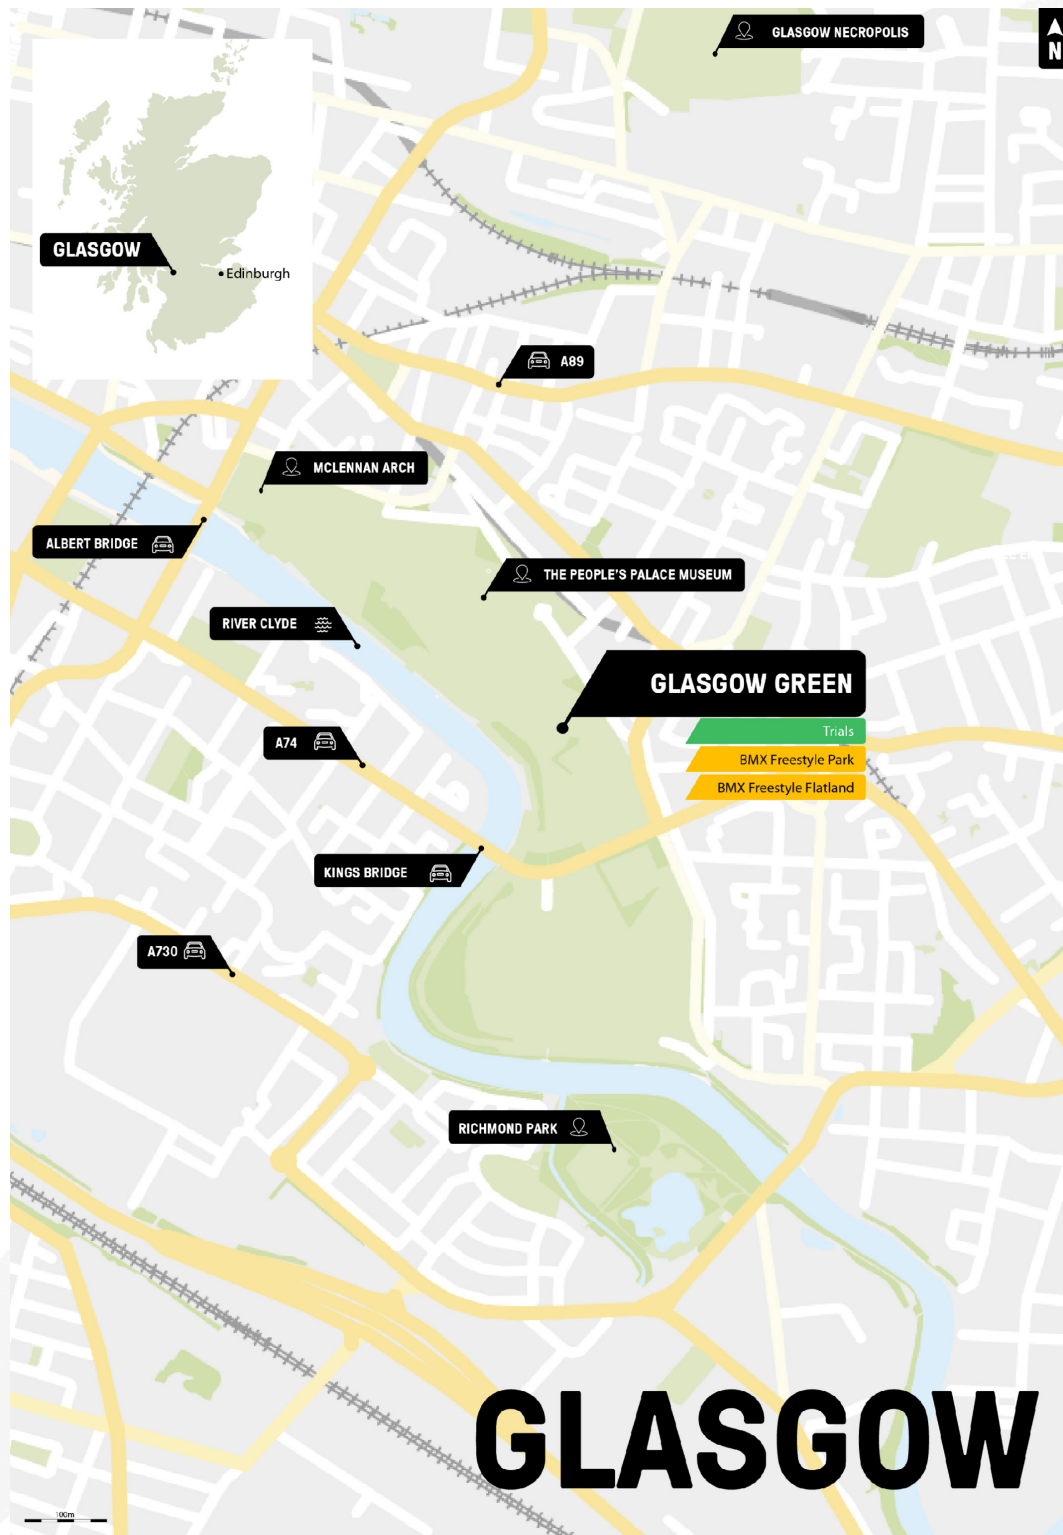 GLASGOW NECROPOLIS
N
GLASGOW
Edinburgh
A89
MCLENNAN ARCH
ALBERT BRIDGE
THE PEOPLE'S PALACE MUSEUM
RIVER CLYDE
GLASGOW GREEN
Trials
BMX Freestyle Park
BMX Freestyle Flatland
A74
KINGS BRIDGE
A730
RICHMOND PARK
GLASGOW
100m